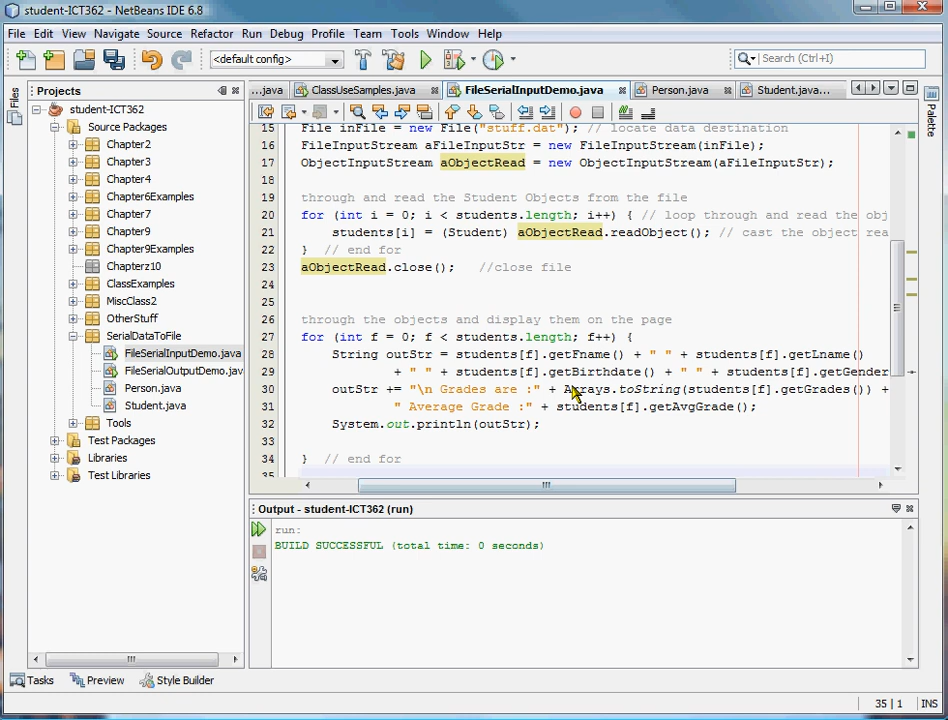 student-ICT362 - NetBeans IDE 6.8
File Edit View Navigate Source Refactor Run Debug Profile Team Tools Window Help
<default config>
Search (Ctrl+I)
Files
Projects
student-ICT362
Source Packages
Chapter2
Chapter3
Chapter4
Chapter6Examples
Chapter7
Chapter9
Chapter9Examples
Chapterz10
ClassExamples
MiscClass2
OtherStuff
SerialDataToFile
FileSerialInputDemo.java
FileSerialOutputDemo.jav
Person.java
Student.java
Tools
Test Packages
Libraries
Test Libraries
...java ClassUseSamples.java FileSerialInputDemo.java Person.java Student.java...
Palette
15 File inFile = new File("stuff.dat"); // locate data destination
16 FileInputStream aFileInputStr = new FileInputStream(inFile);
17 ObjectInputStream aObjectRead = new ObjectInputStream(aFileInputStr);
18
19 through and read the Student Objects from the file
20 for (int i = 0; i < students.length; i++) { // loop through and read the obj
21 students[i] = (Student) aObjectRead.readObject(); // cast the object rea
22 } // end for
23 aObjectRead.close(); //close file
24
25
26 through the objects and display them on the page
27 for (int f = 0; f < students.length; f++) {
28 String outStr = students[f].getFname() + " " + students[f].getLname()
29 + " " + students[f].getBirthdate() + " " + students[f].getGender
30 outStr += "\n Grades are :" + Arrays.toString(students[f].getGrades()) +
31 " Average Grade :" + students[f].getAvgGrade();
32 System.out.println(outStr);
33
34 } // end for
35
Output - student-ICT362 (run)
run:
BUILD SUCCESSFUL (total time: 0 seconds)
Tasks Preview Style Builder
35 | 1 INS